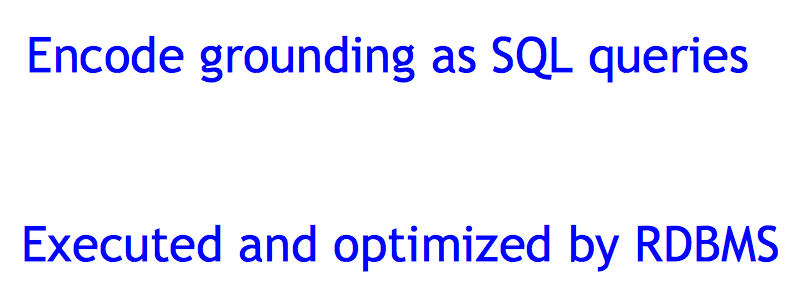 Encode grounding as SQL queries
Executed and optimized by RDBMS